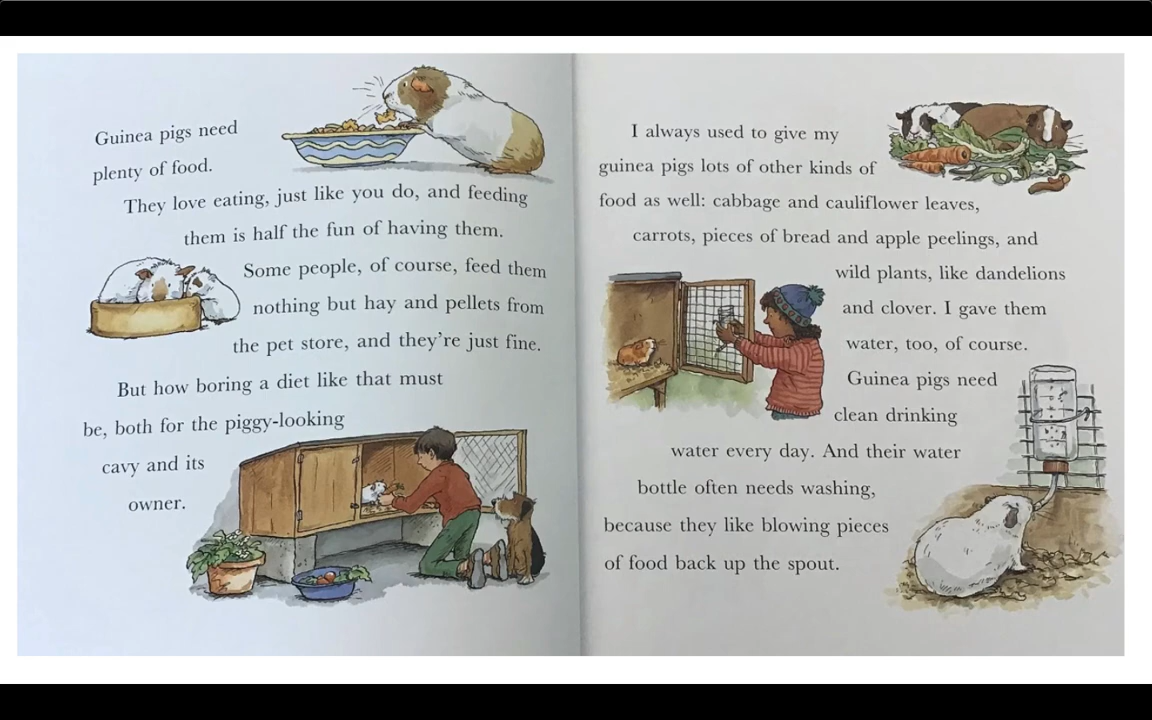 Guinea pigs need
plenty of food.
They love eating, just like you do, and feeding
them is half the fun of having them.
Some people, of course, feed them
nothing but hay and pellets from
the pet store, and they're just fine.
But how boring a diet like that must
be, both for the piggy-looking
cavy and its
owner.
I always used to give my
guinea pigs lots of other kinds of
food as well: cabbage and cauliflower leaves,
carrots, pieces of bread and apple peelings, and
wild plants, like dandelions
and clover. I gave them
water, too, of course.
Guinea pigs need
clean drinking
water every day. And their water
bottle often needs washing,
because they like blowing pieces
of food back up the spout.